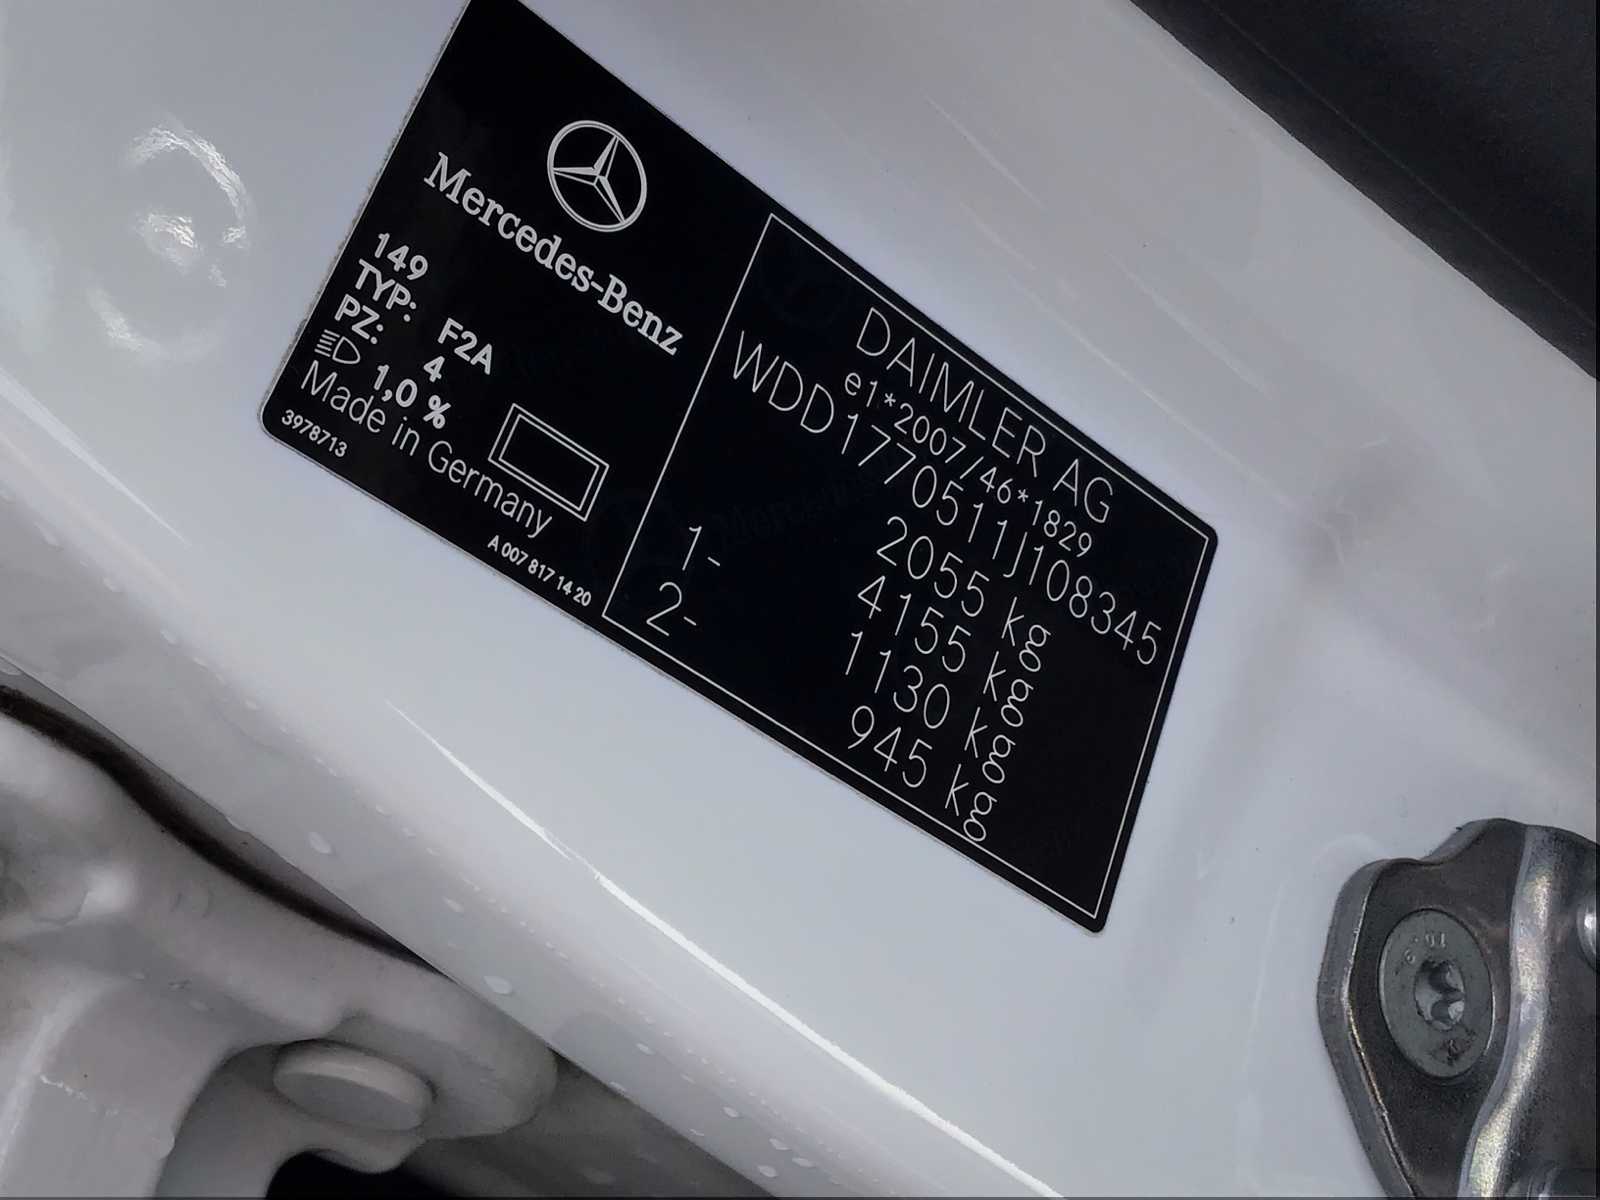 Mercedes-Benz
149
TYP: F2A
PZ: 4
1,0 %
Made in Germany
3978713
A 007 817 14 20
DAIMLER AG
e1*2007/46*1829
WDD1770511J108345
2055 kg
4155 kg
1- 1130 kg
2- 945 kg